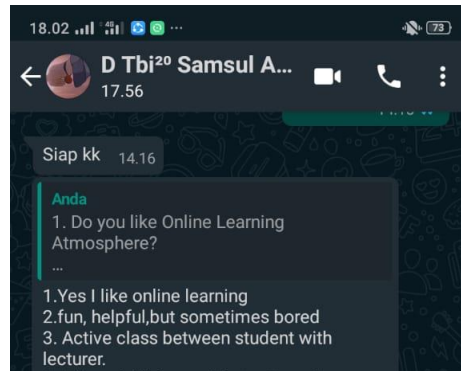 18.02
73
D Tbi²⁰ Samsul A...
17.56
Siap kk 14.16
Anda
1. Do you like Online Learning
Atmosphere?
...
1.Yes I like online learning
2.fun, helpful,but sometimes bored
3. Active class between student with
lecturer.